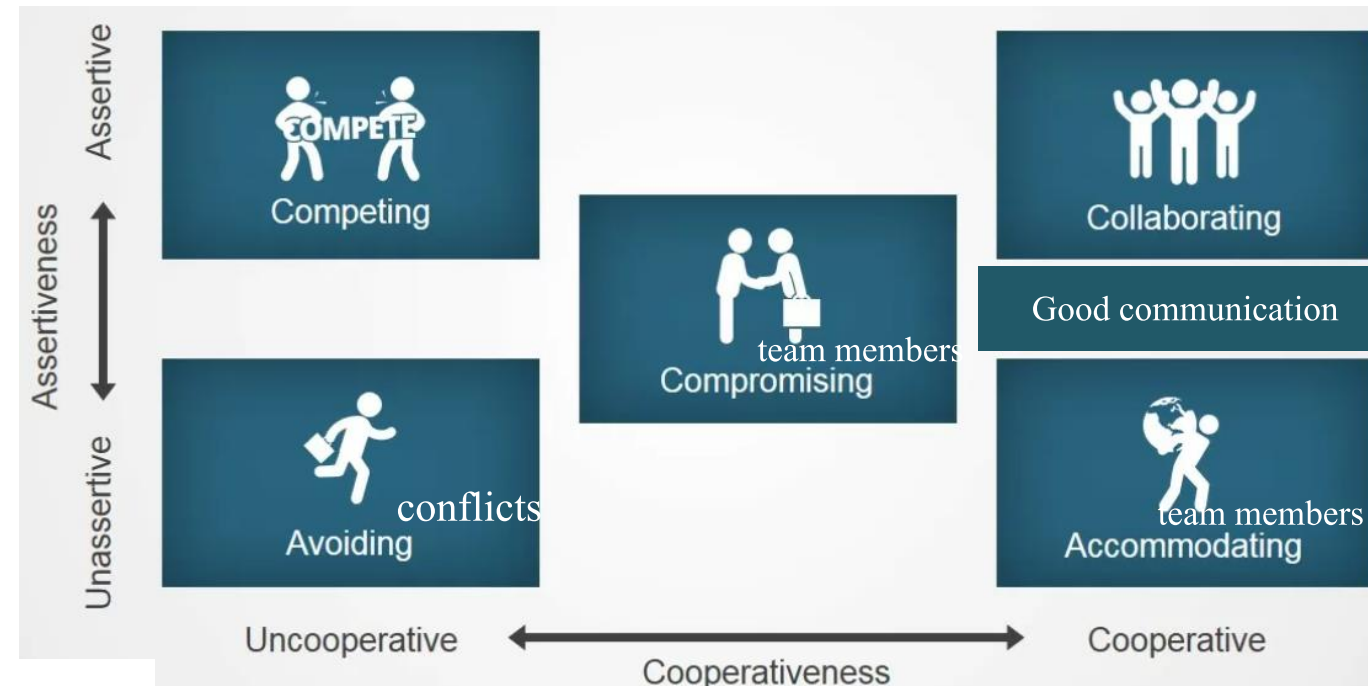 Assertive
COMPETE
Competing
Collaborating
Assertiveness
Good communication
team members
Compromising
Unassertive
conflicts
Avoiding
team members
Accommodating
Uncooperative
Cooperative
Cooperativeness